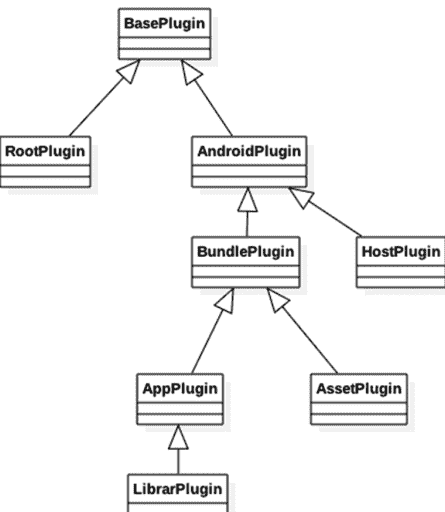 BasePlugin
RootPlugin
AndroidPlugin
BundlePlugin
HostPlugin
AppPlugin
AssetPlugin
LibrarPlugin